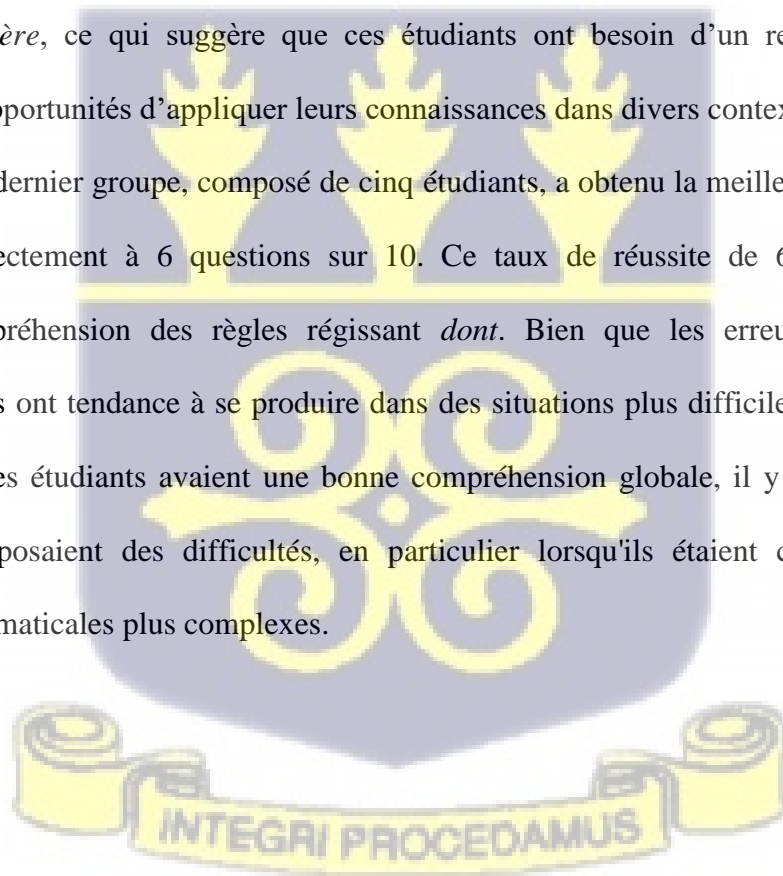 ère, ce qui suggère que ces étudiants ont besoin d’un re
pportunités d’appliquer leurs connaissances dans divers contex
dernier groupe, composé de cinq étudiants, a obtenu la meille
ectement à 6 questions sur 10. Ce taux de réussite de 6
préhension des règles régissant dont. Bien que les erreu
s ont tendance à se produire dans des situations plus difficile
es étudiants avaient une bonne compréhension globale, il y
posaient des difficultés, en particulier lorsqu'ils étaient c
maticales plus complexes.
INTEGRI PROCEDAMUS